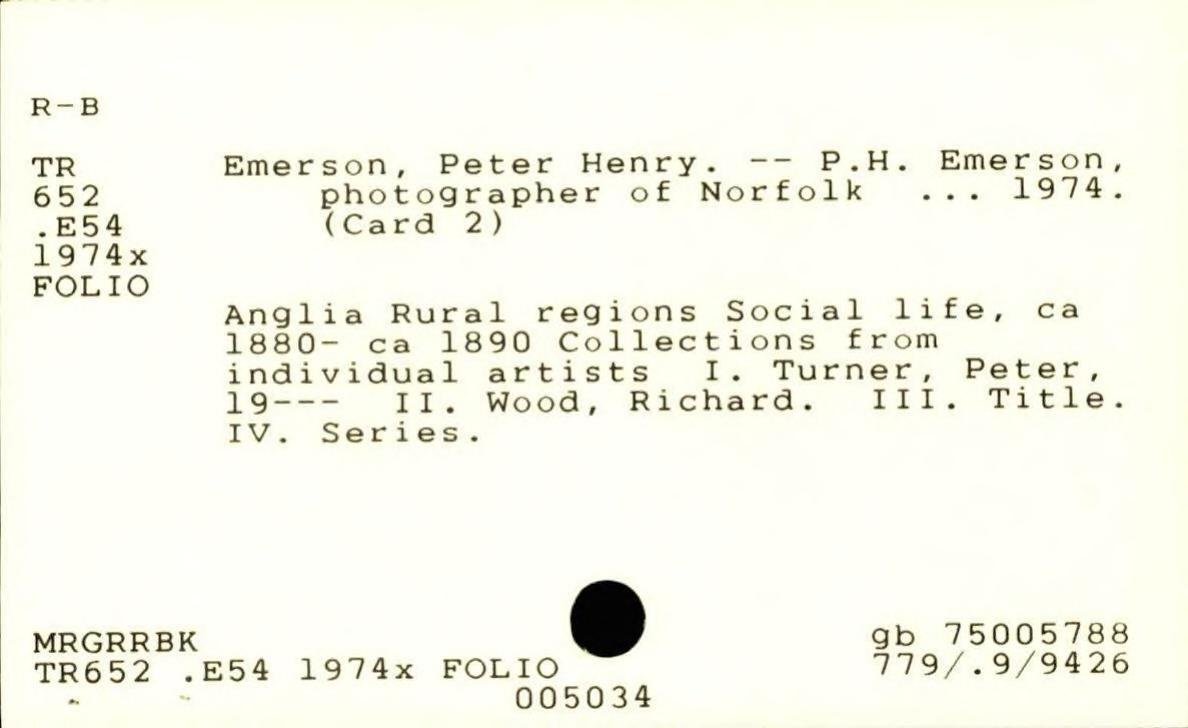 R-B
TR Emerson, Peter Henry. -- P.H. Emerson,
652 photographer of Norfolk ... 1974.
.E54 (Card 2)
1974x
FOLIO
Anglia Rural regions Social life, ca
1880- ca 1890 Collections from
individual artists I. Turner, Peter,
19--- II. Wood, Richard. III. Title.
IV. Series.
MRGRRBK gb 75005788
TR652 .E54 1974x FOLIO 779/.9/9426
005034